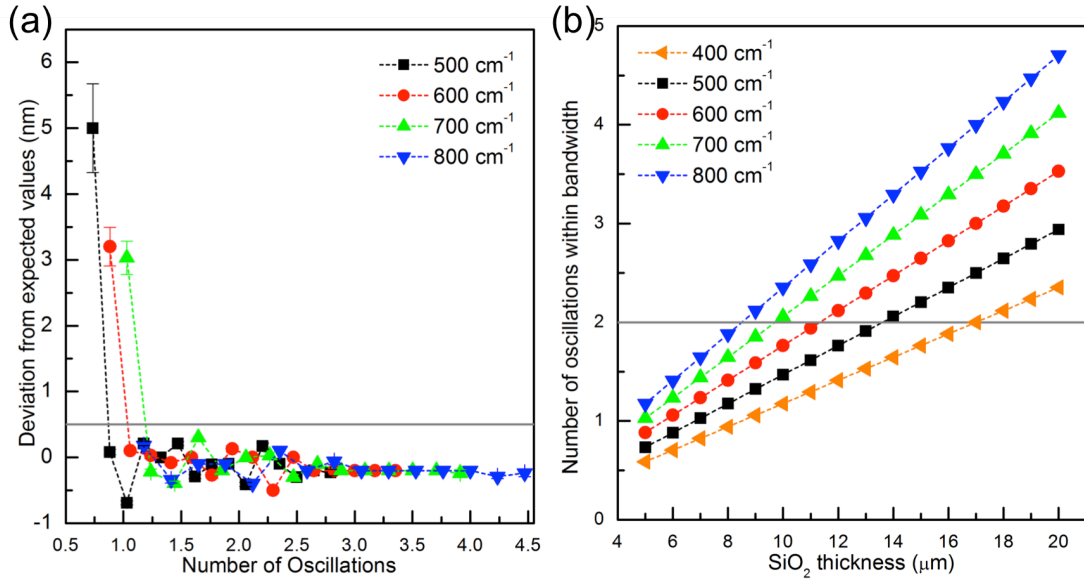 (a)
Deviation from expected values (nm)
6
5
4
3
2
1
0
-1
500 cm⁻¹
600 cm⁻¹
700 cm⁻¹
800 cm⁻¹
0.5 1.0 1.5 2.0 2.5 3.0 3.5 4.0 4.5
Number of Oscillations
(b)
Number of oscillations within bandwidth
5
4
3
2
1
0
400 cm⁻¹
500 cm⁻¹
600 cm⁻¹
700 cm⁻¹
800 cm⁻¹
4 6 8 10 12 14 16 18 20
SiO₂ thickness (μm)